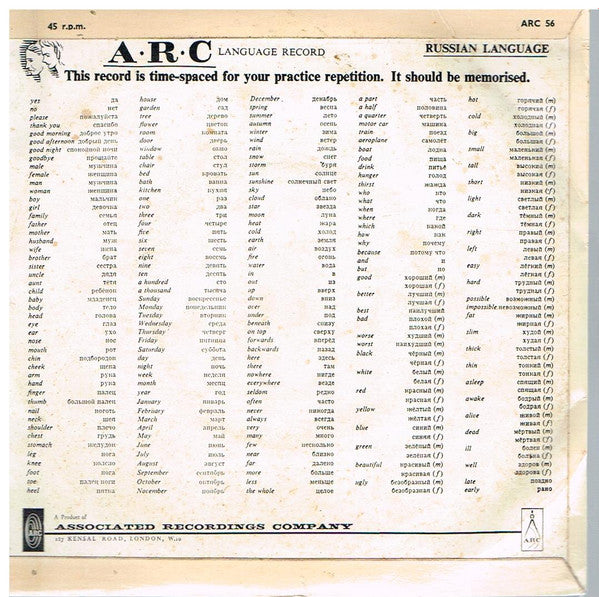 45 r.p.m.
ARC 56
A·R·C LANGUAGE RECORD
RUSSIAN LANGUAGE
This record is time-spaced for your practice repetition. It should be memorised.
yes да
no нет
please пожалуйста
thank you спасибо
good morning доброе утро
good afternoon добрый день
good night спокойной ночи
goodbye прощайте
male мужчина
female женщина
man мужчина
woman женщина
boy мальчик
girl девочка
family семья
father отец
mother мать
husband муж
wife жена
brother брат
sister сестра
uncle дядя
aunt тетя
child ребёнок
baby младенец
body тело
head голова
eye глаз
ear ухо
nose нос
mouth рот
chin подбородок
cheek щека
arm рука
hand рука
finger палец
thumb большой палец
nail ноготь
neck шея
shoulder плечо
chest грудь
stomach желудок
leg нога
knee колено
foot нога
toe палец ноги
heel пятка
house дом
garden сад
tree дерево
flower цветок
room комната
door дверь
window окно
table стол
chair стул
bed кровать
bath ванна
kitchen кухня
one раз
two два
three три
four четыре
five пять
six шесть
seven семь
eight восемь
nine девять
ten десять
a hundred сто
a thousand тысяча
Sunday воскресенье
Monday понедельник
Tuesday вторник
Wednesday среда
Thursday четверг
Friday пятница
Saturday суббота
day день
night ночь
week неделя
month месяц
year год
January январь
February февраль
March март
April апрель
May май
June июнь
July июль
August август
September сентябрь
October октябрь
November ноябрь
December декабрь
spring весна
summer лето
autumn осень
winter зима
wind ветер
rain дождь
snow снег
storm буря
sun солнце
sunshine солнечный свет
sky небо
cloud облако
star звезда
moon луна
heat жара
cold холод
earth земля
air воздух
fire огонь
water вода
in в
out из
up вверх
down вниз
over над
under под
beneath снизу
on top сверху
forwards вперёд
backwards назад
here здесь
there там
nowhere нигде
everywhere везде
seldom редко
often часто
never никогда
always всегда
very очень
many много
few несколько
near близко
far далеко
more больше
less меньше
the whole целое
a part часть
a half половина
a quarter четверть
motor car машина
train поезд
aeroplane самолет
boat лодка
food пища
drink питьё
hunger голод
thirst жажда
who кто
what что
when когда
where где
which какой
how как
why почему
because потому что
and и
but но
good хороший (m)
хорошая (f)
better лучший (m)
лучшая (f)
best наилучший
bad плохой (m)
плохая (f)
worse худший
worst наихудший (m)
black чёрный (m)
чёрная (f)
white белый (m)
белая (f)
red красный (m)
красная (f)
yellow жёлтый (m)
жёлтая (f)
blue синий (m)
синяя (f)
green зелёный (m)
зелёная (f)
beautiful красивый (m)
красивая (f)
ugly безобразный (m)
безобразная (f)
hot горячий (m)
горячая (f)
cold холодный (m)
холодная (f)
big большой (m)
большая (f)
small маленький (m)
маленькая (f)
tall высокий (m)
высокая (f)
short низкий (m)
низкая (f)
light светлый (m)
светлая (f)
dark тёмный (m)
тёмная (f)
right правый (m)
правая (f)
left левый (m)
левая (f)
easy лёгкий (m)
лёгкая (f)
hard трудный (m)
трудная (f)
possible возможный (m)
impossible невозможный (m)
fat жирный (m)
жирная (f)
slim худой (m)
худая (f)
thick толстый (m)
толстая (f)
thin тонкий (m)
тонкая (f)
asleep спящий (m)
спящая (f)
awake бодрый (m)
бодрая (f)
alice живой (m)
живая (f)
dead мёртвый (m)
мёртвая (f)
ill болен (m)
больна (f)
well здоров (m)
здорова (f)
late поздно
early рано
A Product of
ASSOCIATED RECORDINGS COMPANY
127 KENSAL ROAD, LONDON, W.10
ARC
ARC